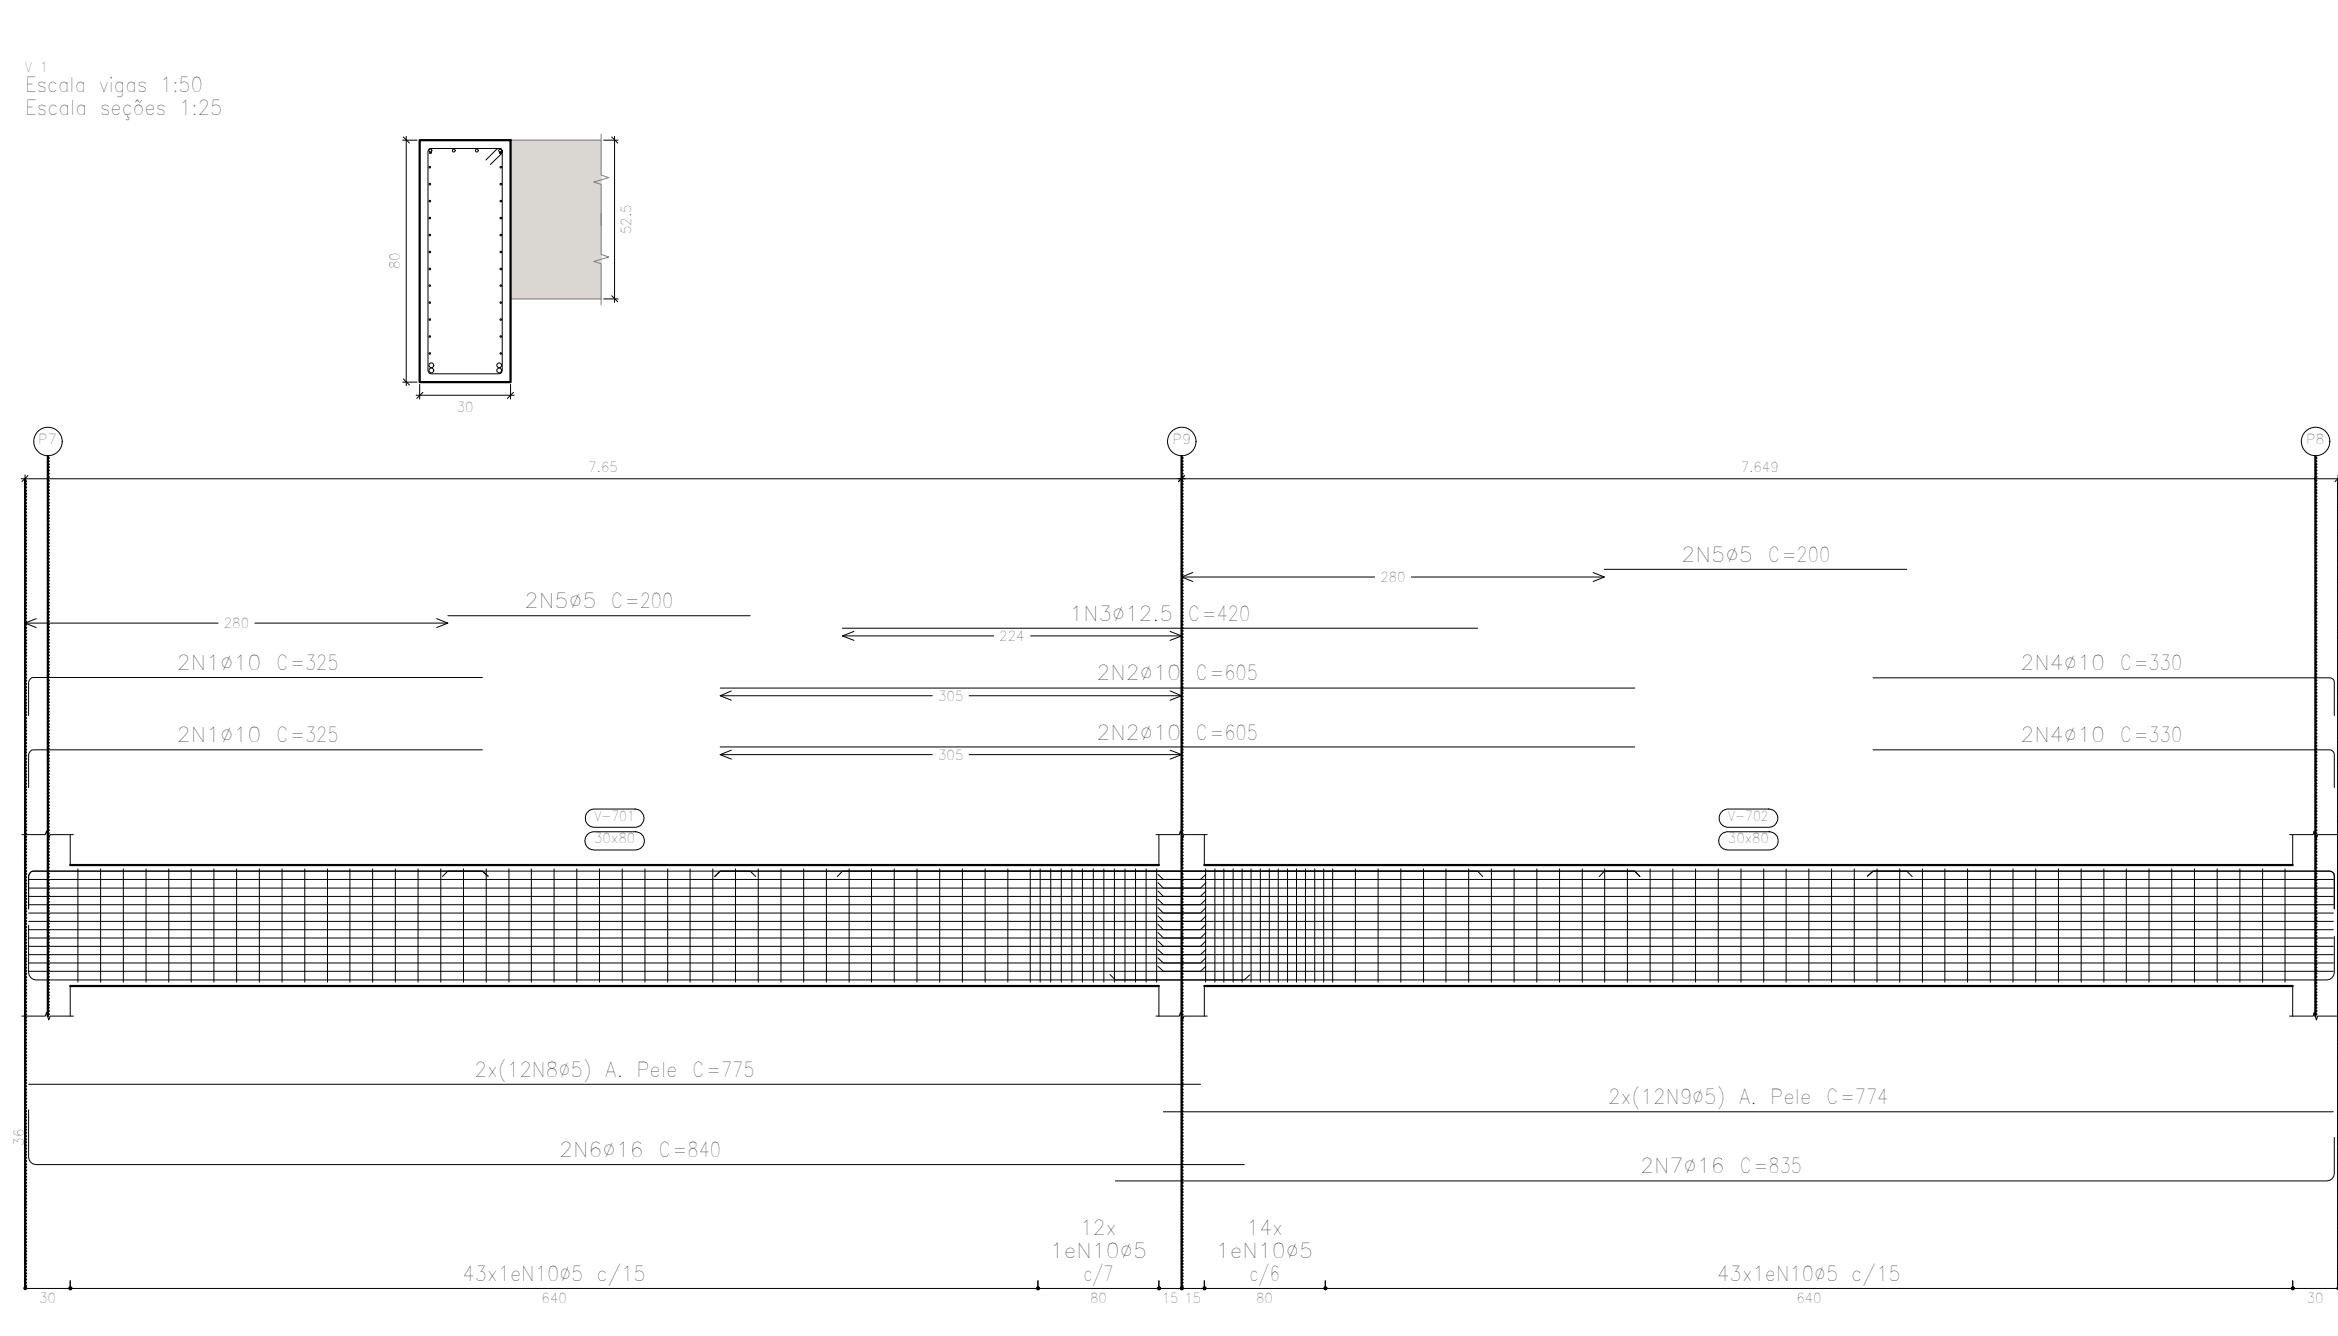 V 1
Escala vigas 1:50
Escala seções 1:25
80
52.5
30
P7
P9
P8
7.65
7.649
2N5ø5 C=200
280
2N5ø5 C=200
280
1N3ø12.5 C=420
224
2N1ø10 C=325
2N2ø10 C=605
305
2N4ø10 C=330
2N1ø10 C=325
2N2ø10 C=605
305
2N4ø10 C=330
V-701
30x80
V-702
30x80
2x(12N8ø5) A. Pele C=775
2x(12N9ø5) A. Pele C=774
36
2N6ø16 C=840
2N7ø16 C=835
12x
1eN10ø5
c/7
14x
1eN10ø5
c/6
43x1eN10ø5 c/15
43x1eN10ø5 c/15
30
640
80
15
15
80
640
30